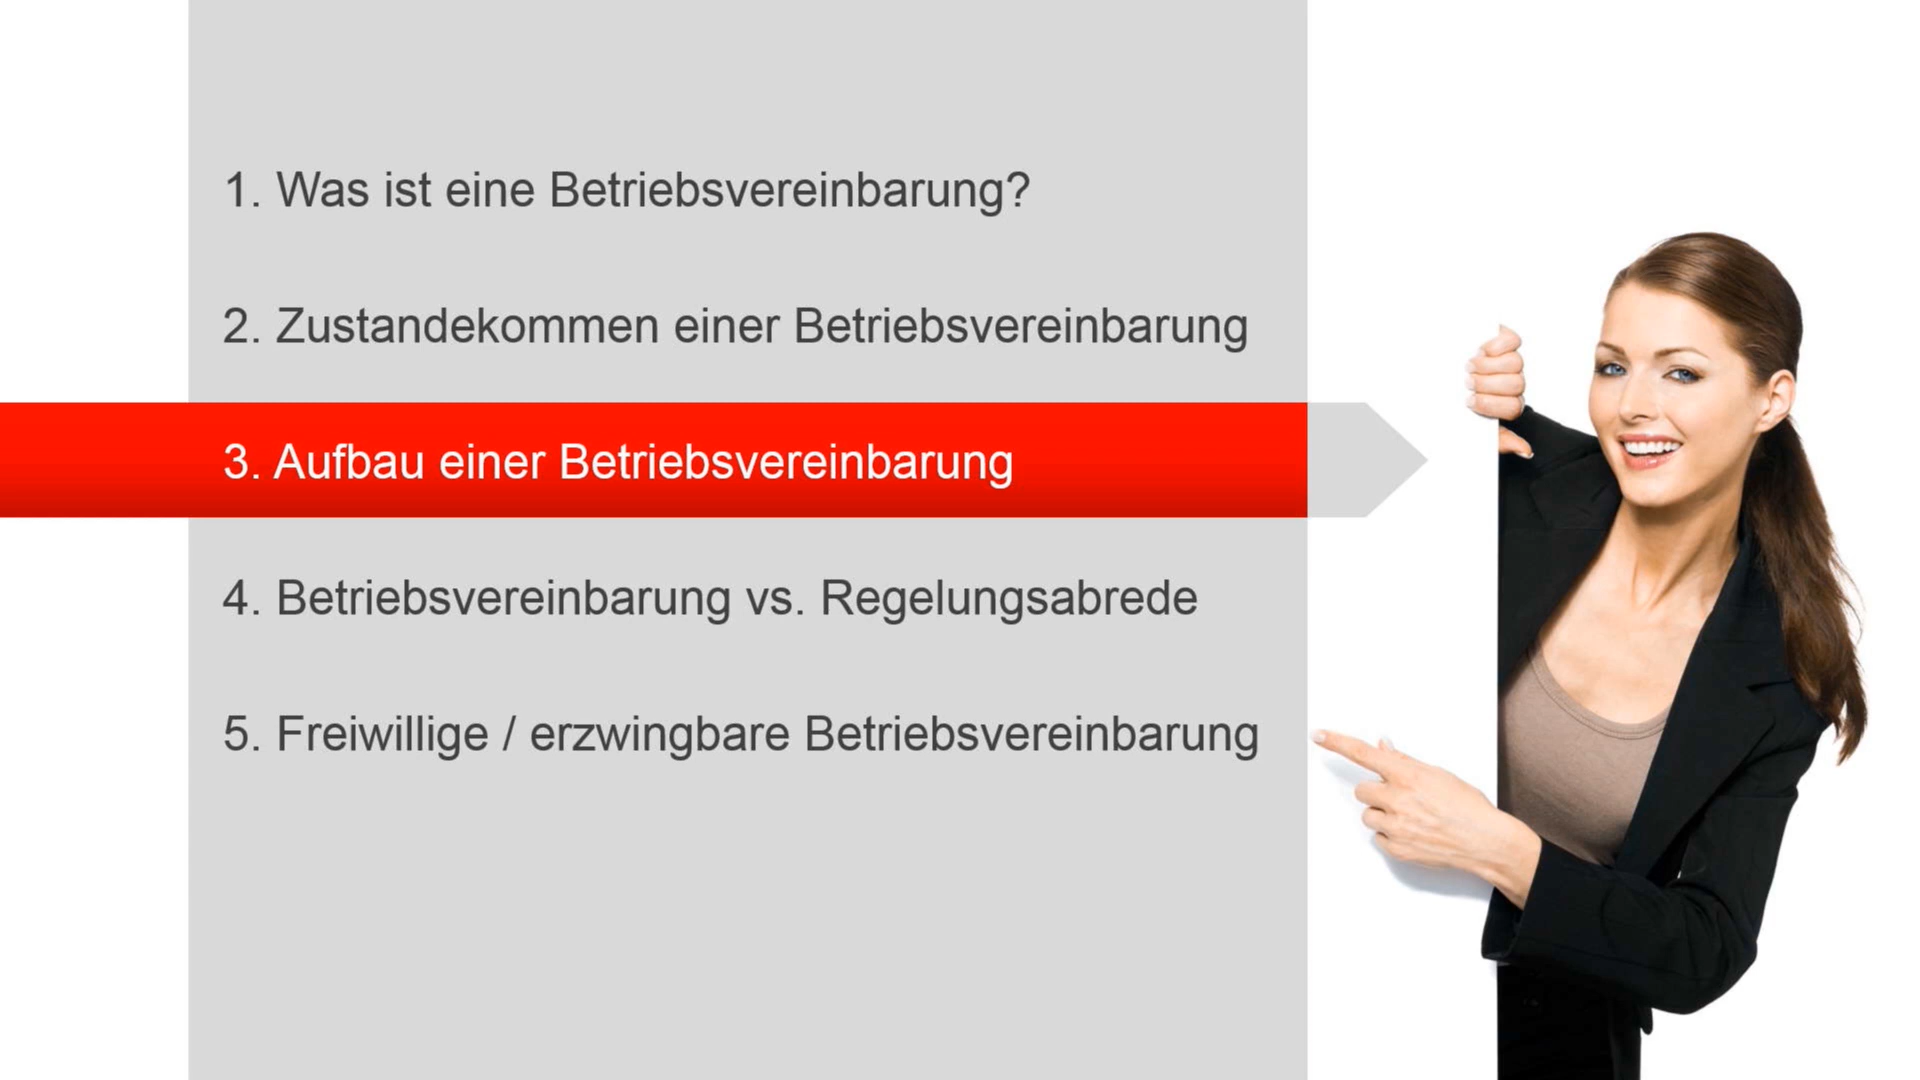 1. Was ist eine Betriebsvereinbarung?
2. Zustandekommen einer Betriebsvereinbarung
3. Aufbau einer Betriebsvereinbarung
4. Betriebsvereinbarung vs. Regelungsabrede
5. Freiwillige / erzwingbare Betriebsvereinbarung